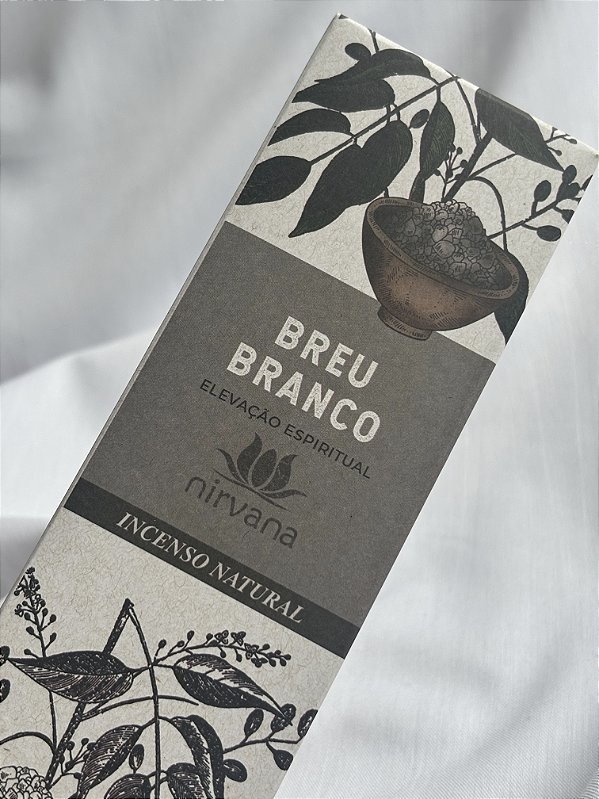 BREU
BRANCO
ELEVAÇÃO ESPIRITUAL
nirvana
INCENSO NATURAL